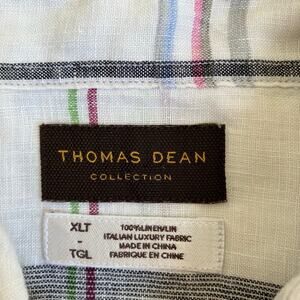 THOMAS DEAN
COLLECTION
XLT
-
TGL
100%LINEN/LIN
ITALIAN LUXURY FABRIC
MADE IN CHINA
FABRIQUE EN CHINE